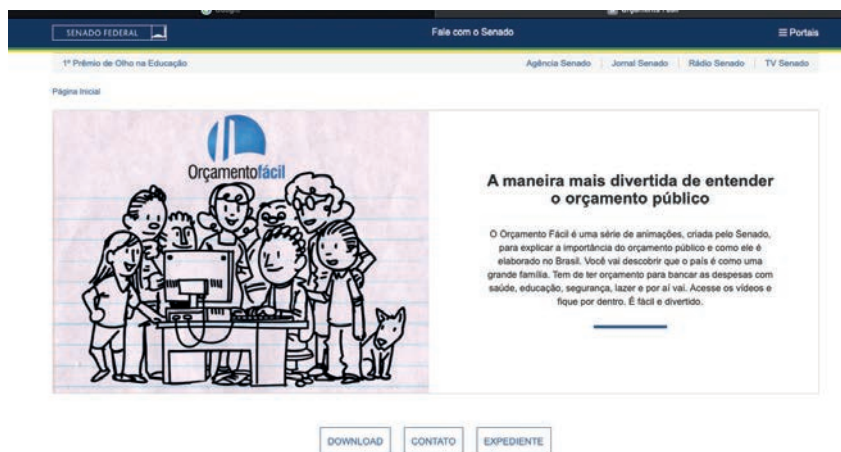 SENADO FEDERAL
Fale com o Senado
Portais
1º Prêmio de Olho na Educação
Agência Senado
Jornal Senado
Rádio Senado
TV Senado
Página Inicial
Orçamentofácil
A maneira mais divertida de entender
o orçamento público
O Orçamento Fácil é uma série de animações, criada pelo Senado,
para explicar a importância do orçamento público e como ele é
elaborado no Brasil. Você vai descobrir que o país é como uma
grande família. Tem de ter orçamento para bancar as despesas com
saúde, educação, segurança, lazer e por aí vai. Acesse os vídeos e
fique por dentro. É fácil e divertido.
DOWNLOAD
CONTATO
EXPEDIENTE